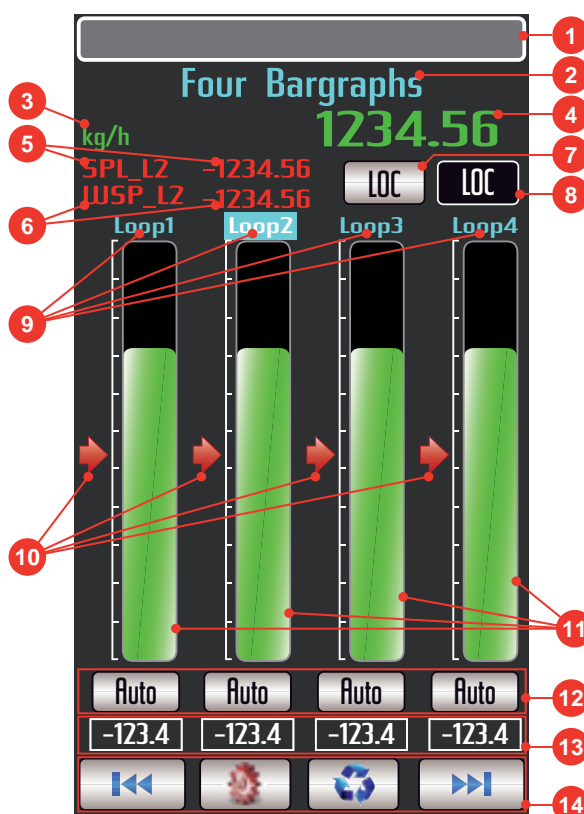 1
Four Bargraphs 2
3 1234.56 4
kg/h
5 SPL_L2 -1234.56 LOC 7
6 WSP_L2 -1234.56 LOC 8
Loop1 Loop2 Loop3 Loop4
9
10
11
Auto Auto Auto Auto 12
-123.4 -123.4 -123.4 -123.4 13
14